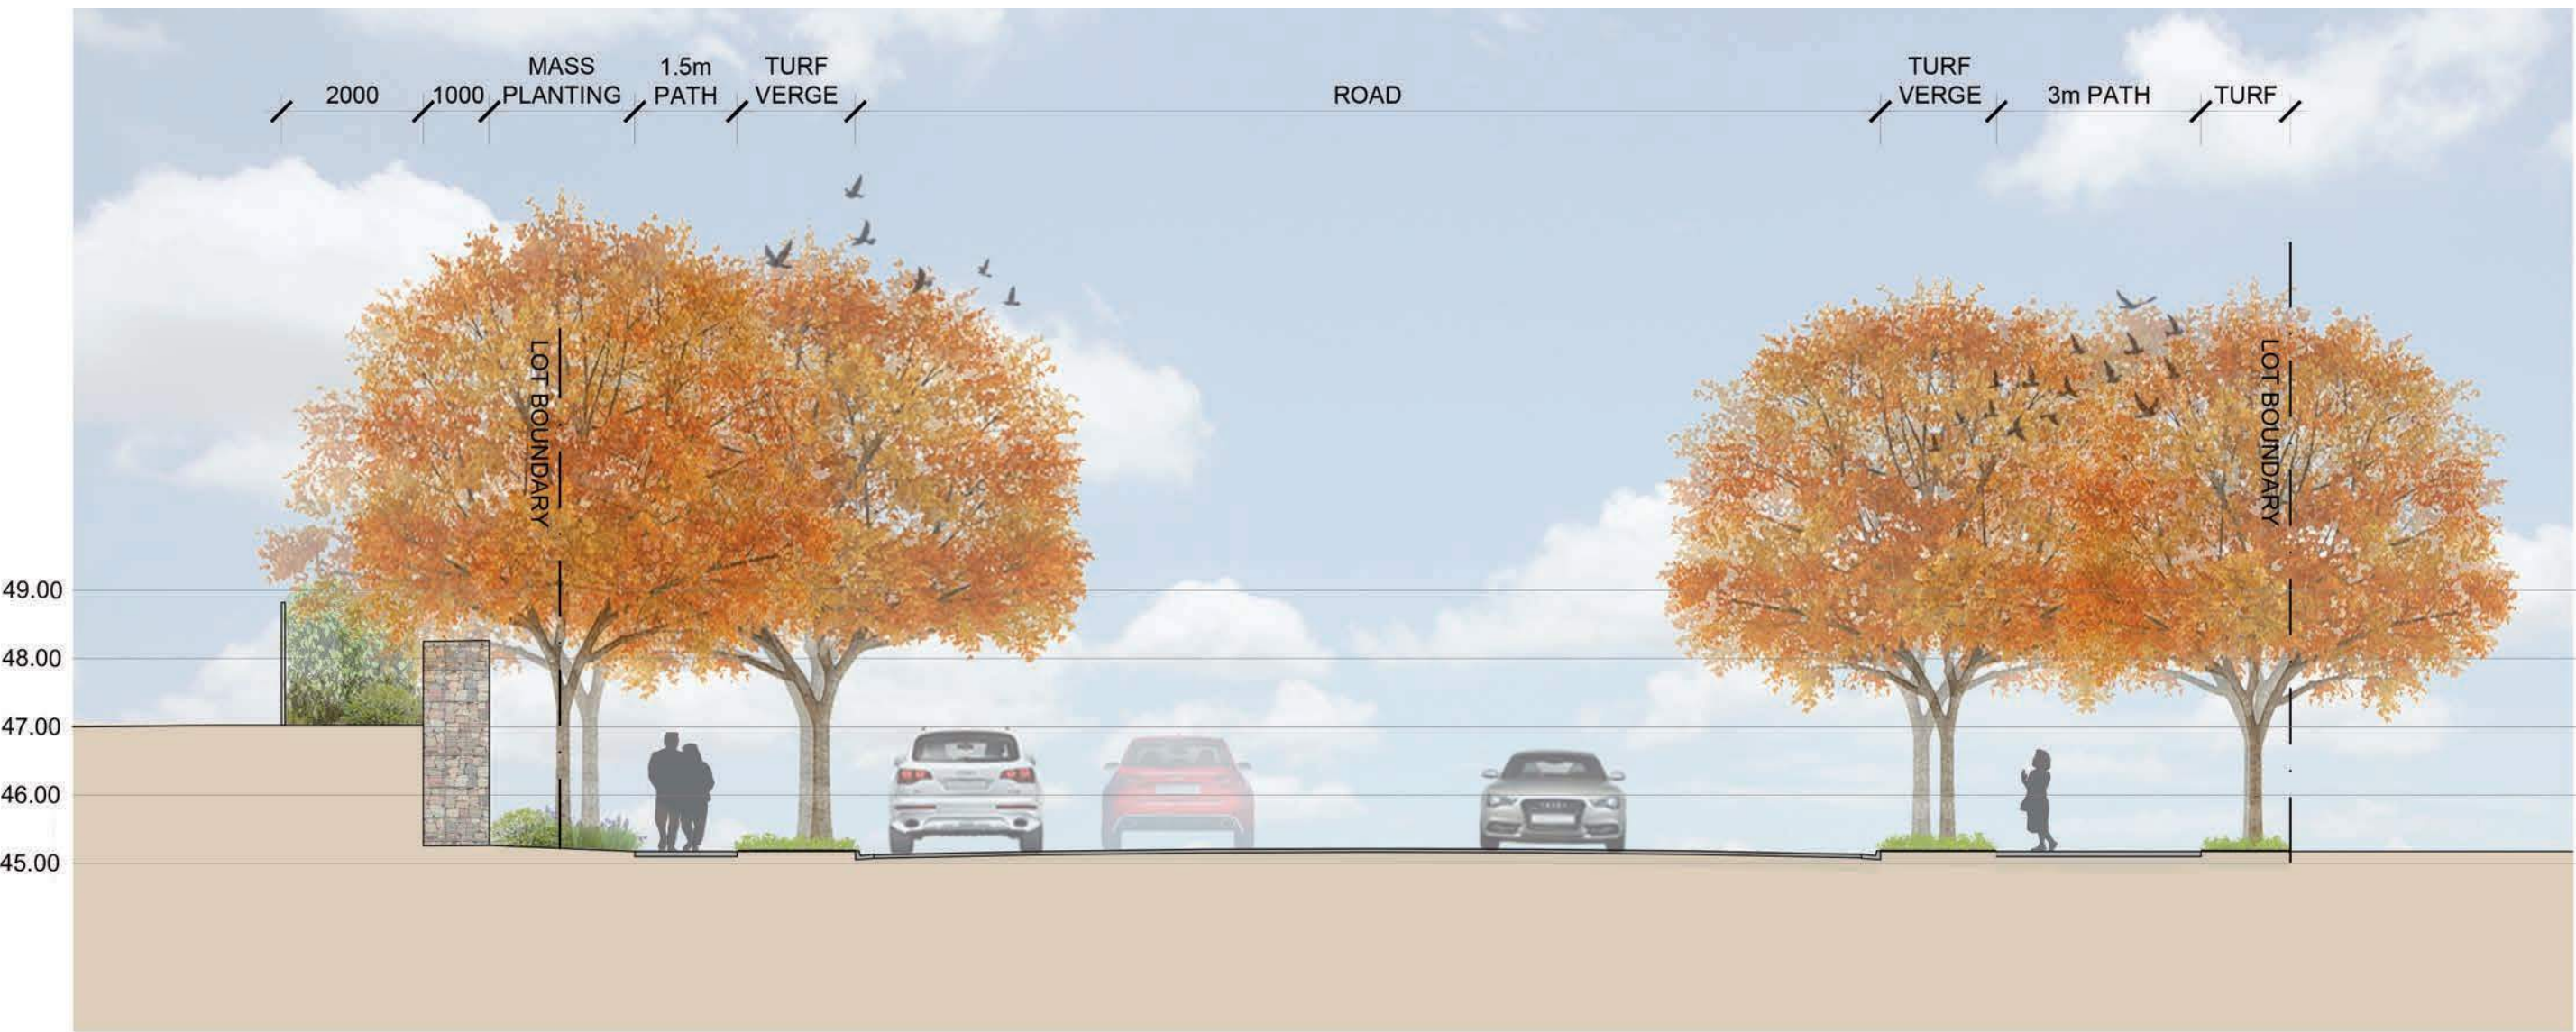 MASS
PLANTING
1.5m
PATH
TURF
VERGE
2000
1000
ROAD
TURF
VERGE
3m PATH
TURF
LOT BOUNDARY
LOT BOUNDARY
49.00
48.00
47.00
46.00
45.00